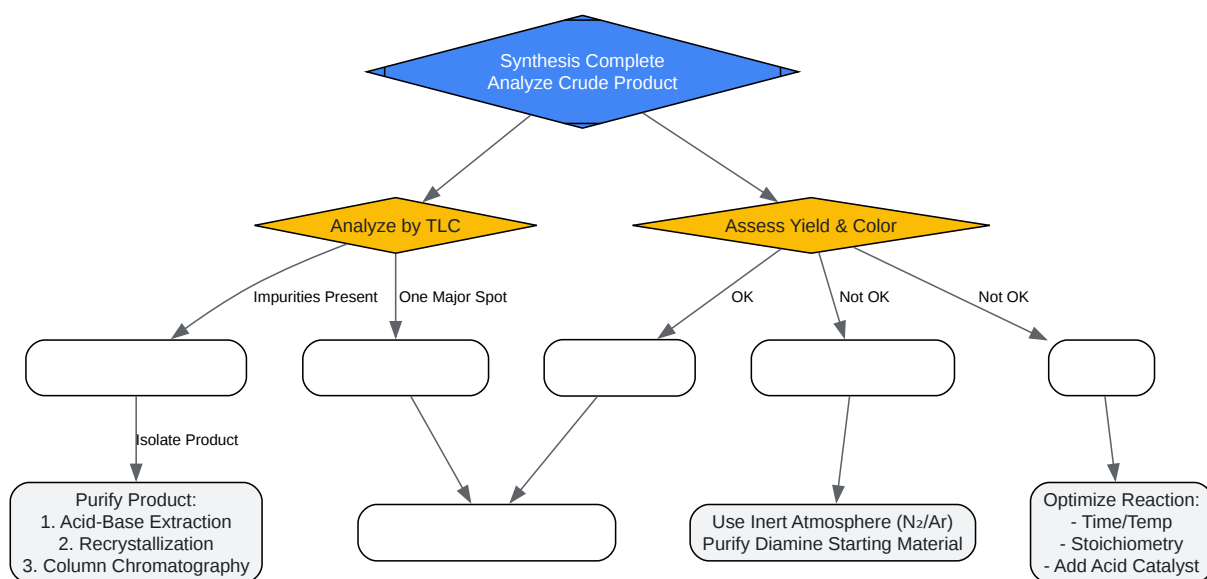 Synthesis Complete
Analyze Crude Product
Analyze by TLC
Assess Yield & Color
Impurities Present
One Major Spot
OK
Not OK
Not OK
Isolate Product
Purify Product:
1. Acid-Base Extraction
2. Recrystallization
3. Column Chromatography
Use Inert Atmosphere (N₂/Ar)
Purify Diamine Starting Material
Optimize Reaction:
- Time/Temp
- Stoichiometry
- Add Acid Catalyst